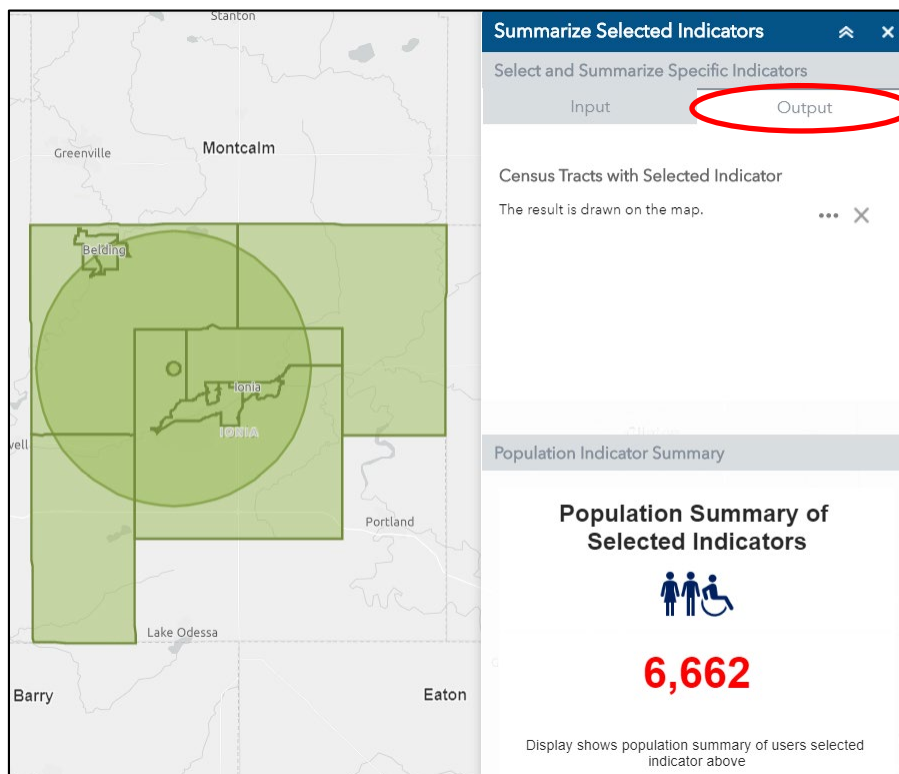 Stanton
Greenville
Montcalm
Belding
Ionia
IONIA
Portland
Lake Odessa
Barry
Eaton
Summarize Selected Indicators
Select and Summarize Specific Indicators
Input
Output
Census Tracts with Selected Indicator
The result is drawn on the map.
Population Indicator Summary
Population Summary of
Selected Indicators
6,662
Display shows population summary of users selected
indicator above